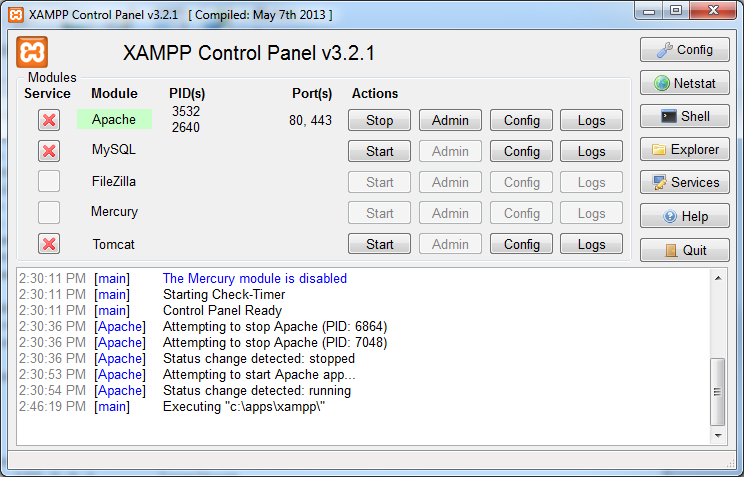 XAMPP Control Panel v3.2.1 [ Compiled: May 7th 2013 ]
XAMPP Control Panel v3.2.1
Config
Modules
Service Module PID(s) Port(s) Actions
Netstat
Apache 3532 80, 443 Stop Admin Config Logs
2640
Shell
MySQL Start Admin Config Logs
Explorer
FileZilla Start Admin Config Logs
Services
Mercury Start Admin Config Logs
Help
Tomcat Start Admin Config Logs
Quit
2:30:11 PM [main] The Mercury module is disabled
2:30:11 PM [main] Starting Check-Timer
2:30:11 PM [main] Control Panel Ready
2:30:36 PM [Apache] Attempting to stop Apache (PID: 6864)
2:30:36 PM [Apache] Attempting to stop Apache (PID: 7048)
2:30:36 PM [Apache] Status change detected: stopped
2:30:53 PM [Apache] Attempting to start Apache app...
2:30:54 PM [Apache] Status change detected: running
2:46:19 PM [main] Executing "c:\apps\xampp\"